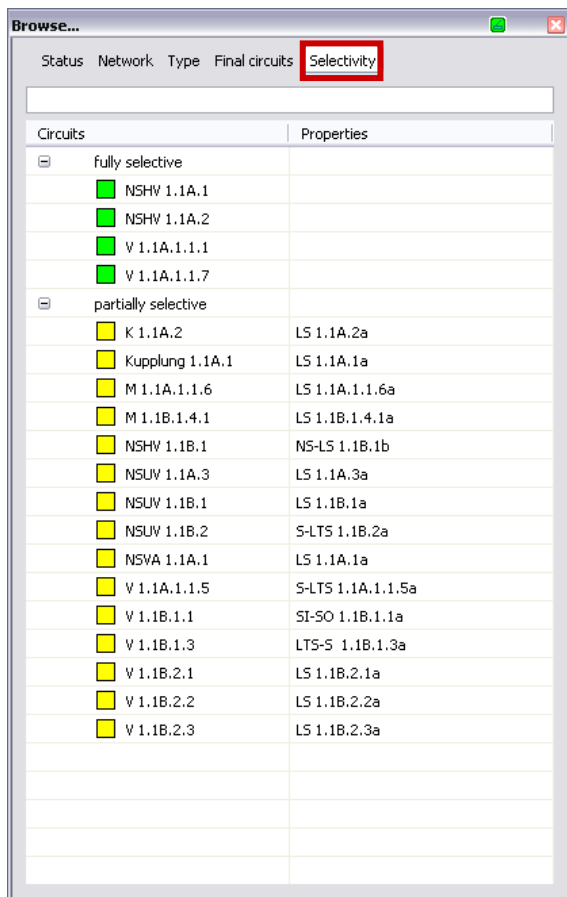 Browse...
Status Network Type Final circuits Selectivity
Circuits Properties
fully selective
NSHV 1.1A.1
NSHV 1.1A.2
V 1.1A.1.1.1
V 1.1A.1.1.7
partially selective
K 1.1A.2 LS 1.1A.2a
Kupplung 1.1A.1 LS 1.1A.1a
M 1.1A.1.1.6 LS 1.1A.1.1.6a
M 1.1B.1.4.1 LS 1.1B.1.4.1a
NSHV 1.1B.1 NS-LS 1.1B.1b
NSUV 1.1A.3 LS 1.1A.3a
NSUV 1.1B.1 LS 1.1B.1a
NSUV 1.1B.2 S-LTS 1.1B.2a
NSVA 1.1A.1 LS 1.1A.1a
V 1.1A.1.1.5 S-LTS 1.1A.1.1.5a
V 1.1B.1.1 SI-SO 1.1B.1.1a
V 1.1B.1.3 LTS-S 1.1B.1.3a
V 1.1B.2.1 LS 1.1B.2.1a
V 1.1B.2.2 LS 1.1B.2.2a
V 1.1B.2.3 LS 1.1B.2.3a